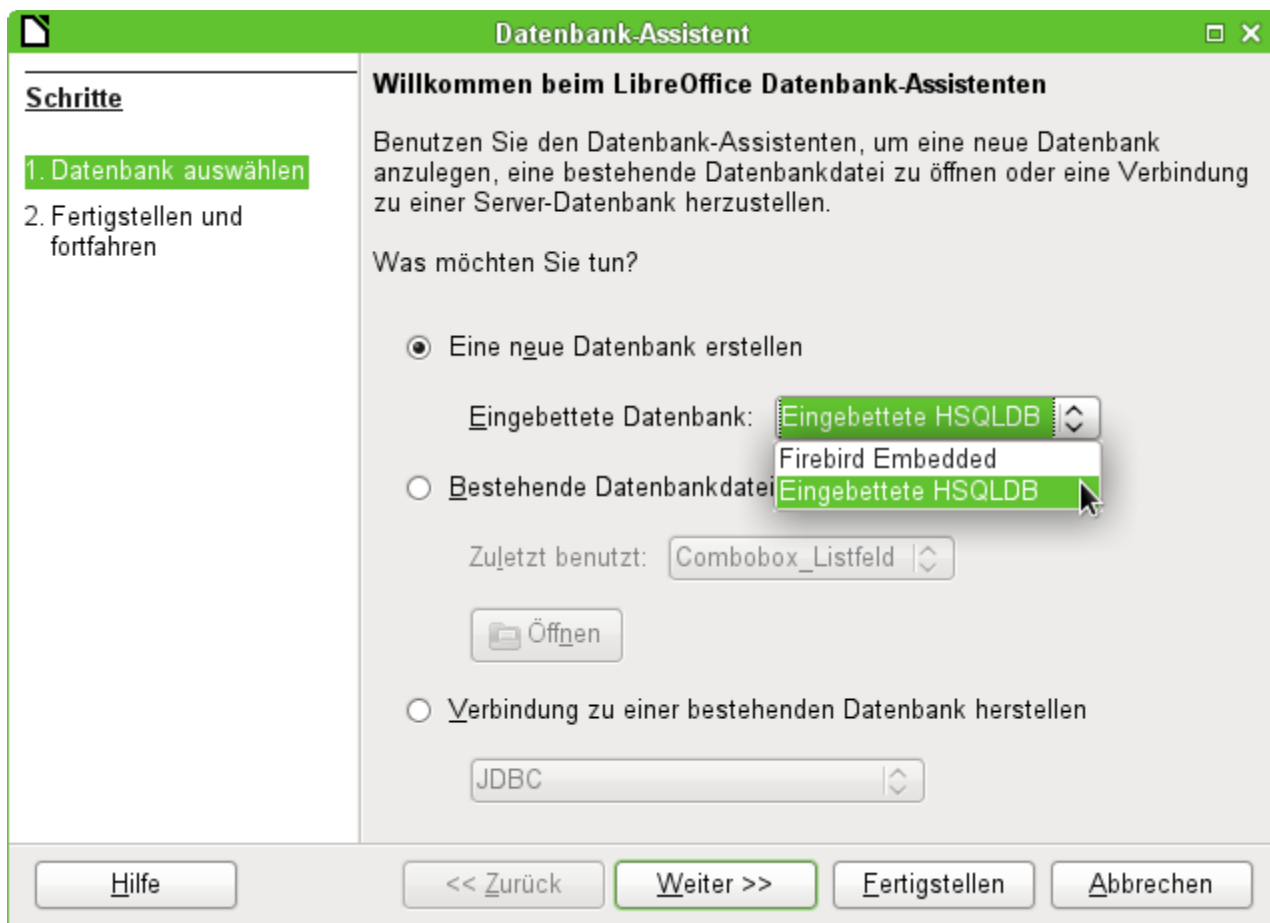 Datenbank-Assistent
Schritte
1. Datenbank auswählen
2. Fertigstellen und
fortfahren
Willkommen beim LibreOffice Datenbank-Assistenten
Benutzen Sie den Datenbank-Assistenten, um eine neue Datenbank
anzulegen, eine bestehende Datenbankdatei zu öffnen oder eine Verbindung
zu einer Server-Datenbank herzustellen.
Was möchten Sie tun?
Eine neue Datenbank erstellen
Eingebettete Datenbank: Eingebettete HSQLDB
Firebird Embedded
Bestehende Datenbankdatei Eingebettete HSQLDB
Zuletzt benutzt: Combobox_Listfeld
Öffnen
Verbindung zu einer bestehenden Datenbank herstellen
JDBC
Hilfe << Zurück Weiter >> Fertigstellen Abbrechen